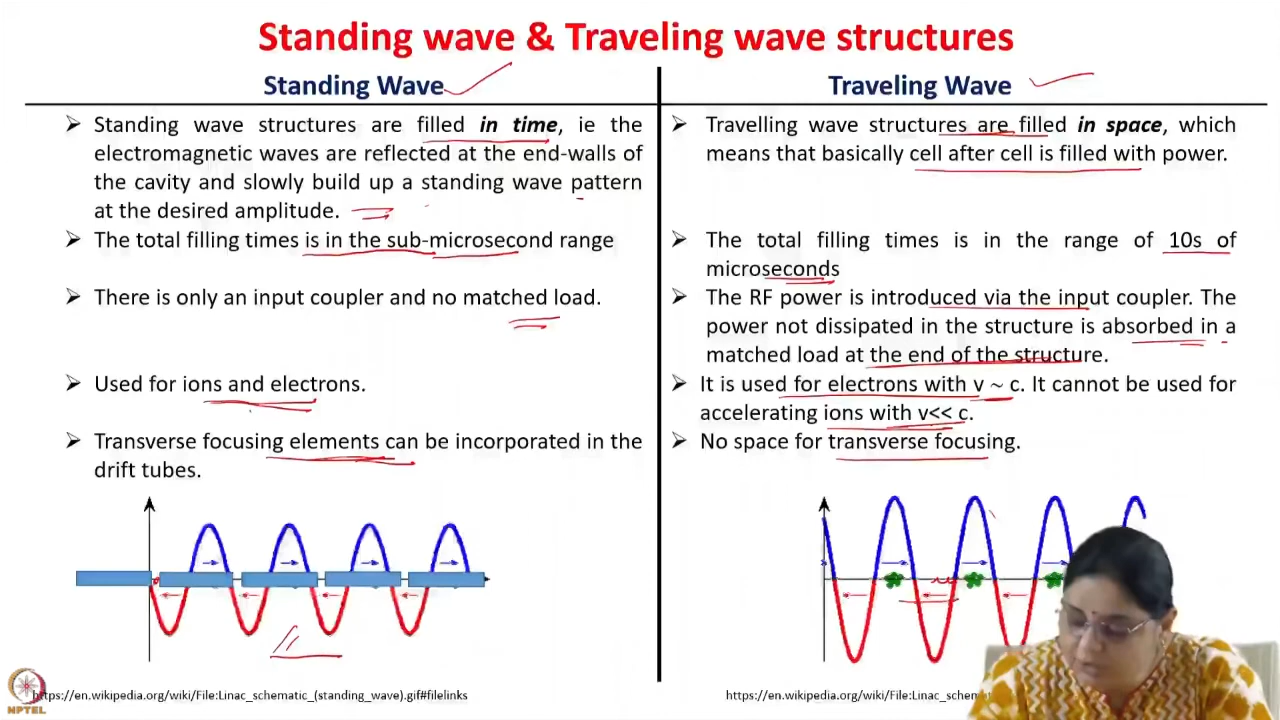 Standing wave & Traveling wave structures
Standing Wave
Standing wave structures are filled in time, ie the
electromagnetic waves are reflected at the end-walls of
the cavity and slowly build up a standing wave pattern
at the desired amplitude.
The total filling times is in the sub-microsecond range
There is only an input coupler and no matched load.
Used for ions and electrons.
Transverse focusing elements can be incorporated in the
drift tubes.
https://en.wikipedia.org/wiki/File:Linac_schematic_(standing_wave).gif#filelinks
NPTEL
Traveling Wave
Travelling wave structures are filled in space, which
means that basically cell after cell is filled with power.
The total filling times is in the range of 10s of
microseconds
The RF power is introduced via the input coupler. The
power not dissipated in the structure is absorbed in a
matched load at the end of the structure.
It is used for electrons with v ~ c. It cannot be used for
accelerating ions with v<< c.
No space for transverse focusing.
https://en.wikipedia.org/wiki/File:Linac_schem